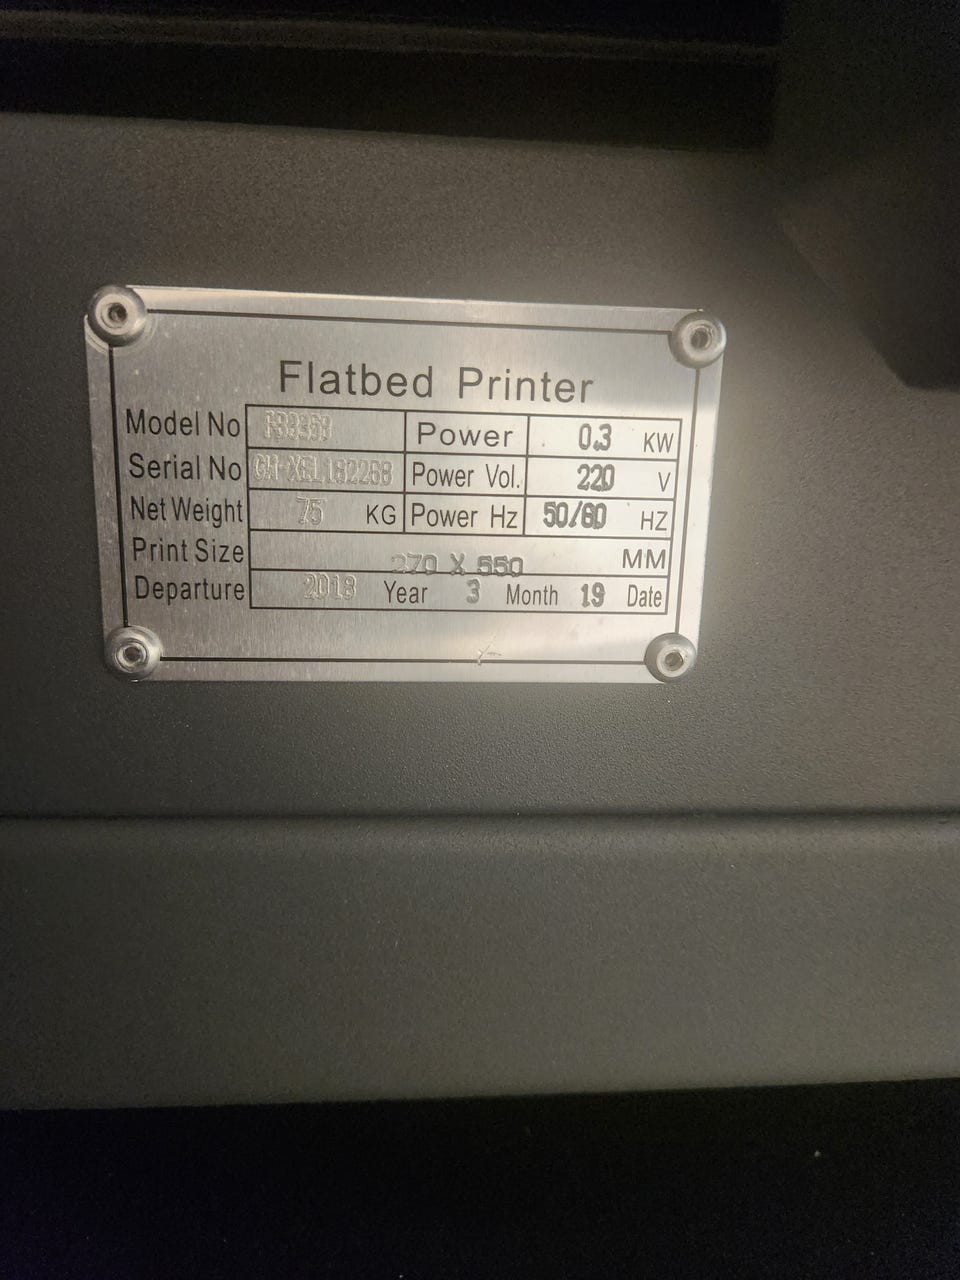 Flatbed Printer
Model No Power 0.3 KW
Serial No Power Vol. 220 V
Net Weight 75 KG Power Hz 50/60 HZ
Print Size 270 X 550 MM
Departure 2018 Year 3 Month 19 Date